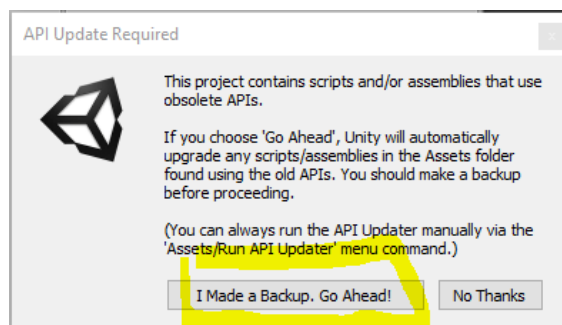 API Update Required
x
This project contains scripts and/or assemblies that use
obsolete APIs.
If you choose 'Go Ahead', Unity will automatically
upgrade any scripts/assemblies in the Assets folder
found using the old APIs. You should make a backup
before proceeding.
(You can always run the API Updater manually via the
'Assets/Run API Updater' menu command.)
I Made a Backup. Go Ahead!
No Thanks